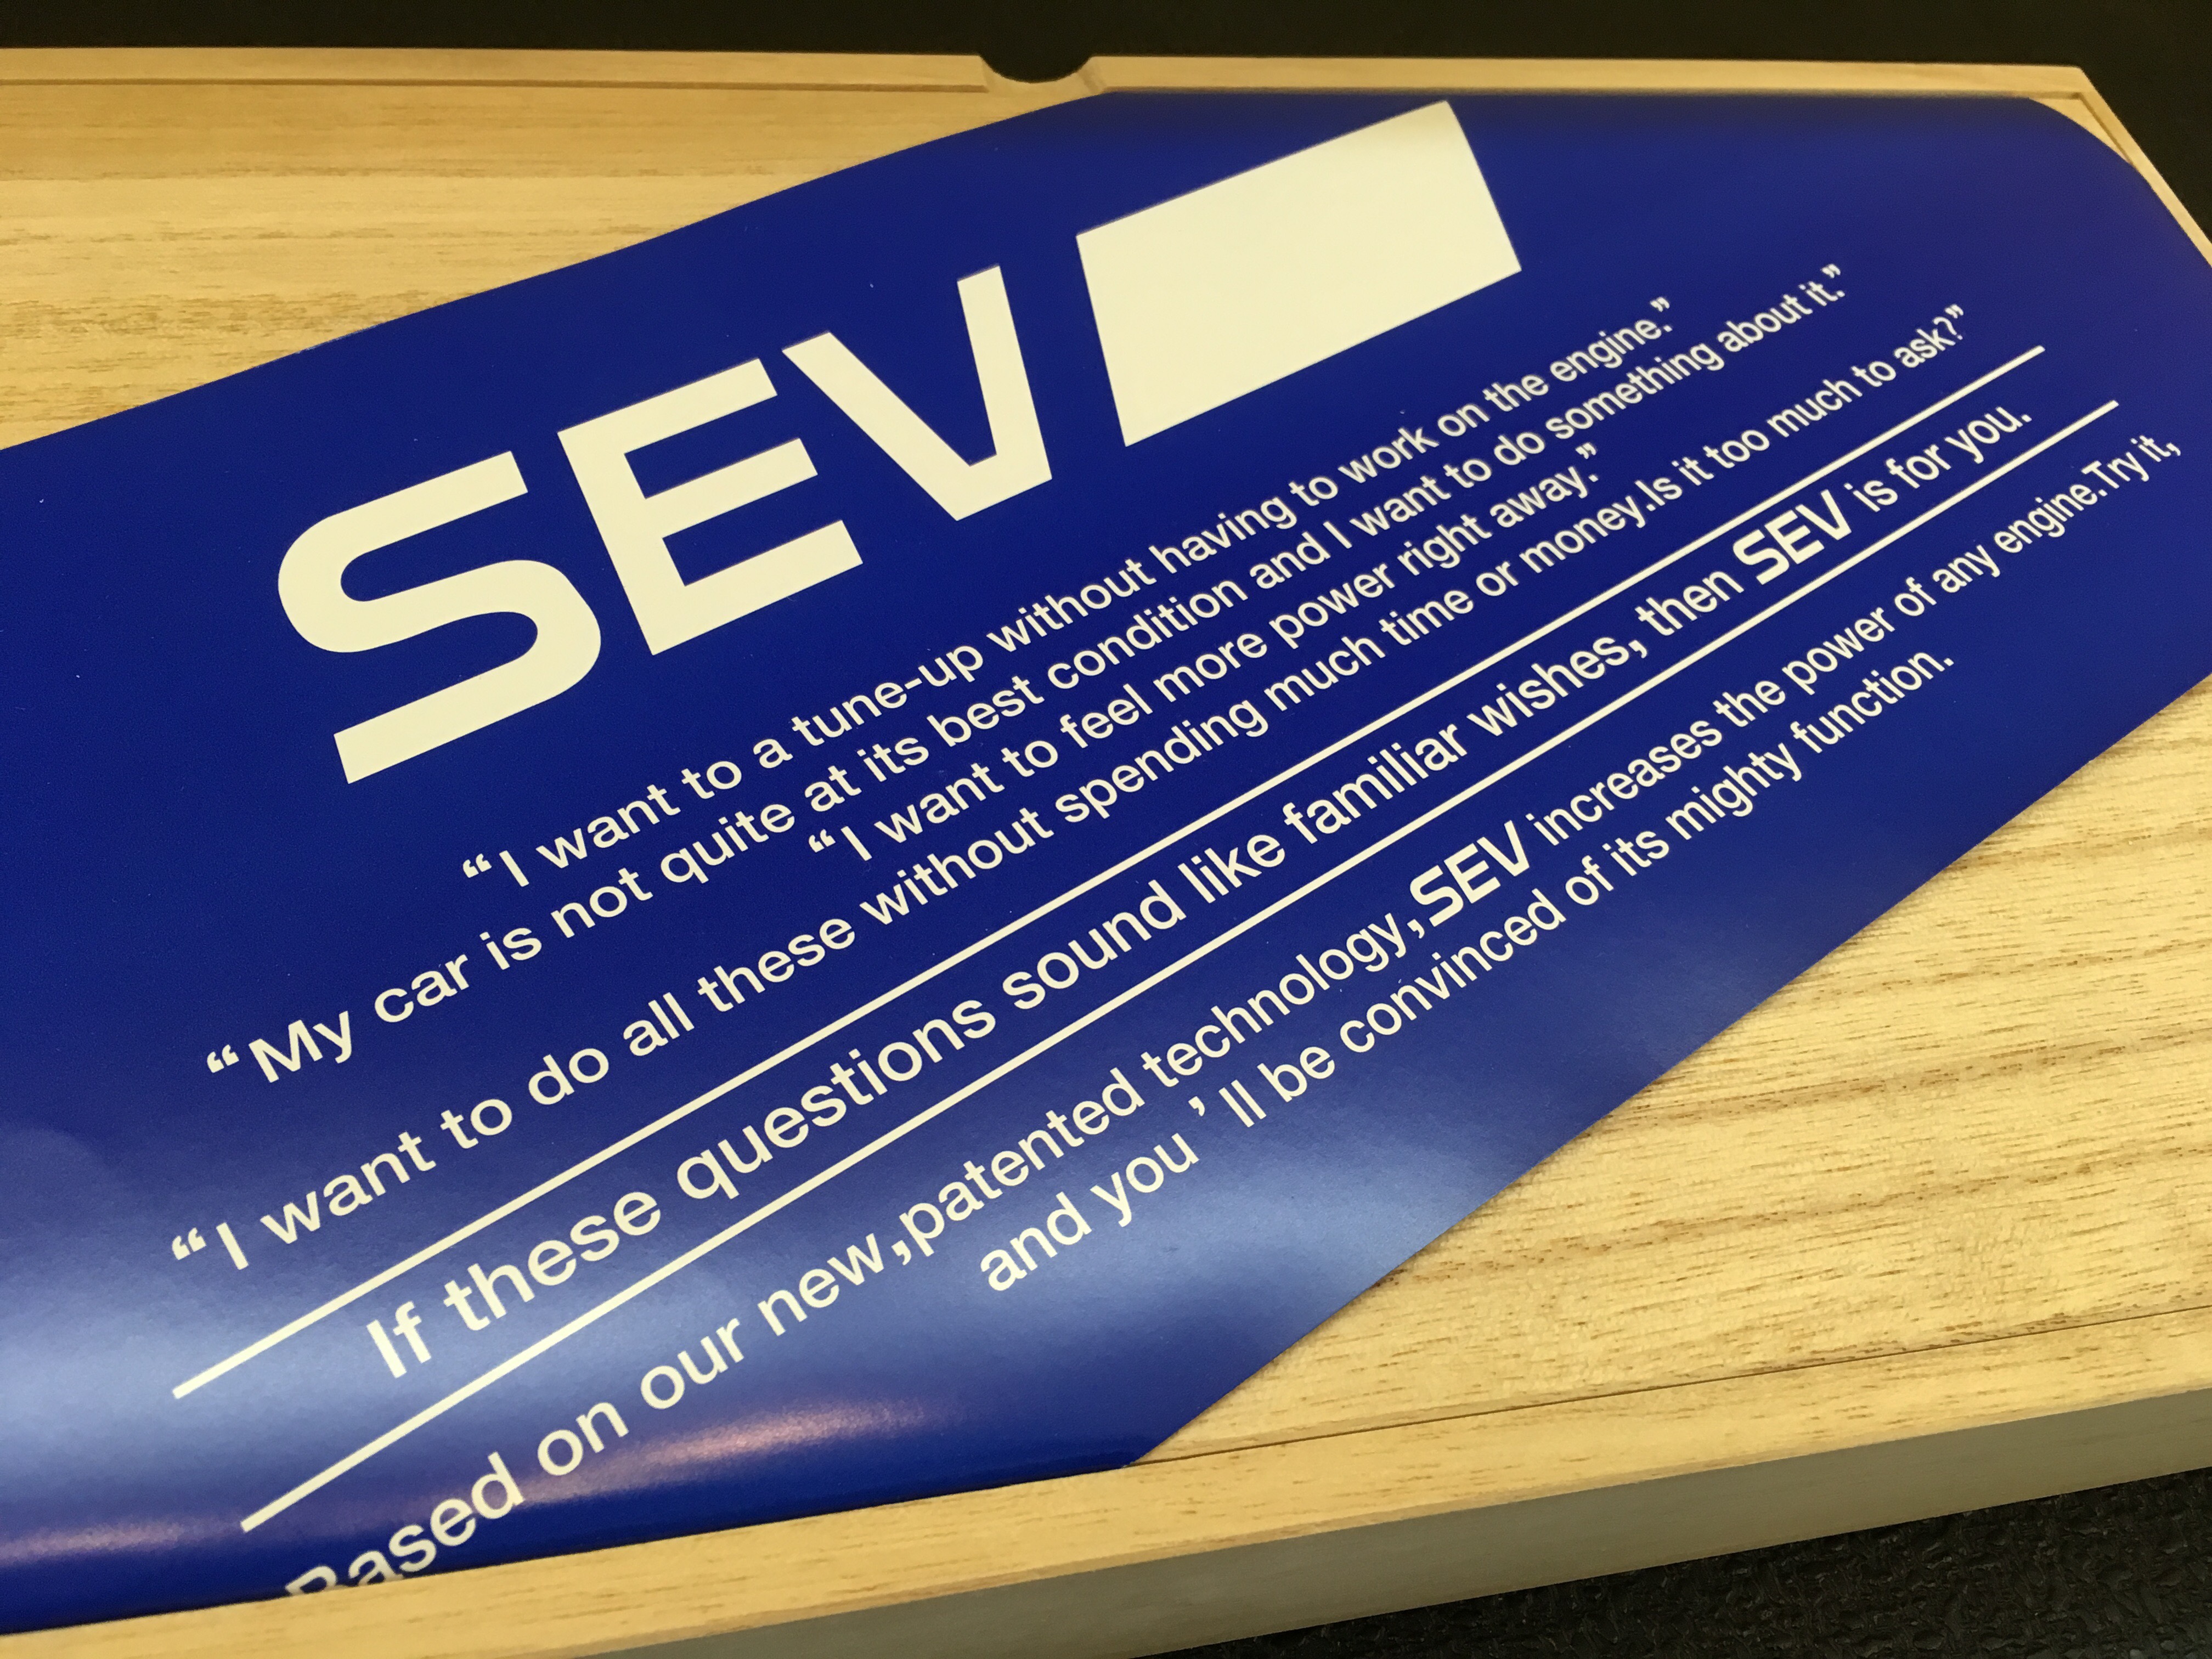 SEV
“I want to a tune-up without having to work on the engine.”
“My car is not quite at its best condition and I want to do something about it.”
“I want to feel more power right away.”
“I want to do all these without spending much time or money.Is it too much to ask?”
If these questions sound like familiar wishes, then SEV is for you.
Based on our new,patented technology,SEV increases the power of any engine.Try it,
and you’ll be convinced of its mighty function.